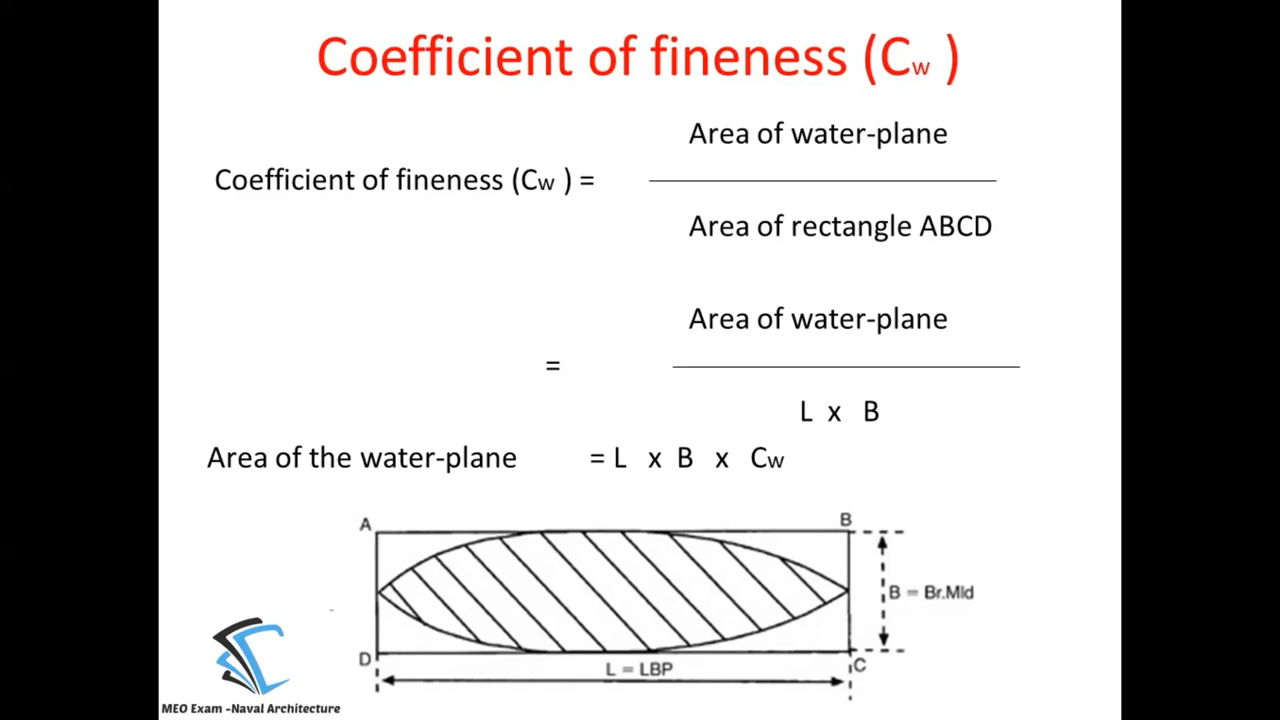 Coefficient of fineness (Cw )
Area of water-plane
Coefficient of fineness (Cw ) =
Area of rectangle ABCD
Area of water-plane
=
L x B
Area of the water-plane = L x B x Cw
A
B
B = Br.Mld
D
C
L = LBP
MEO Exam -Naval Architecture